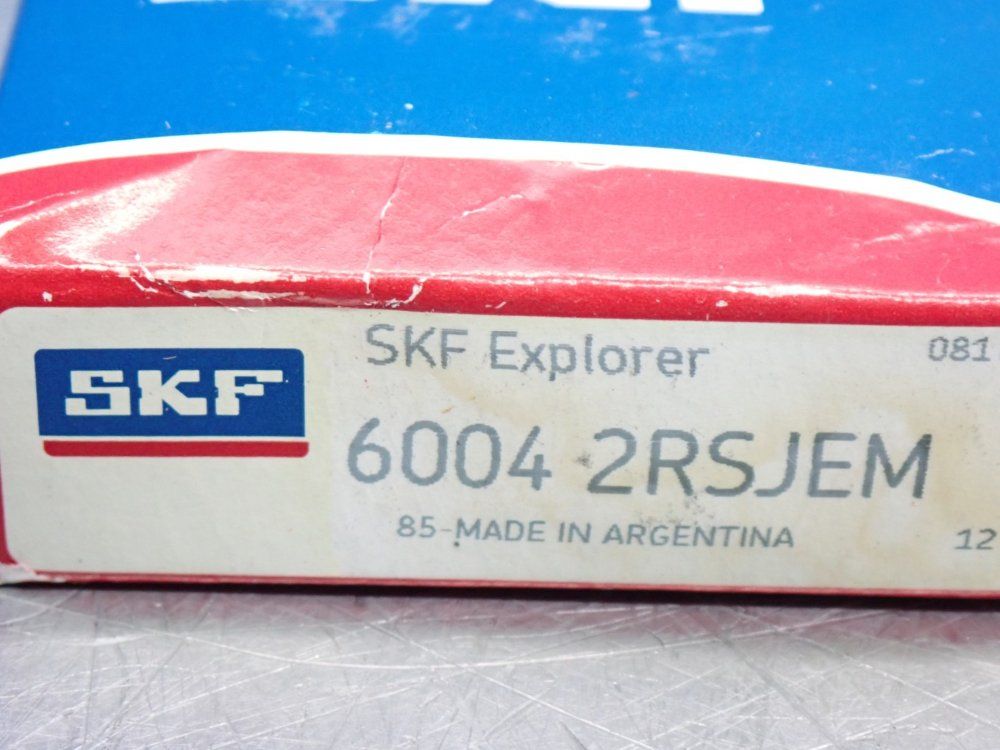 SKF
SKF Explorer 081
6004 2RSJEM
85-MADE IN ARGENTINA 12